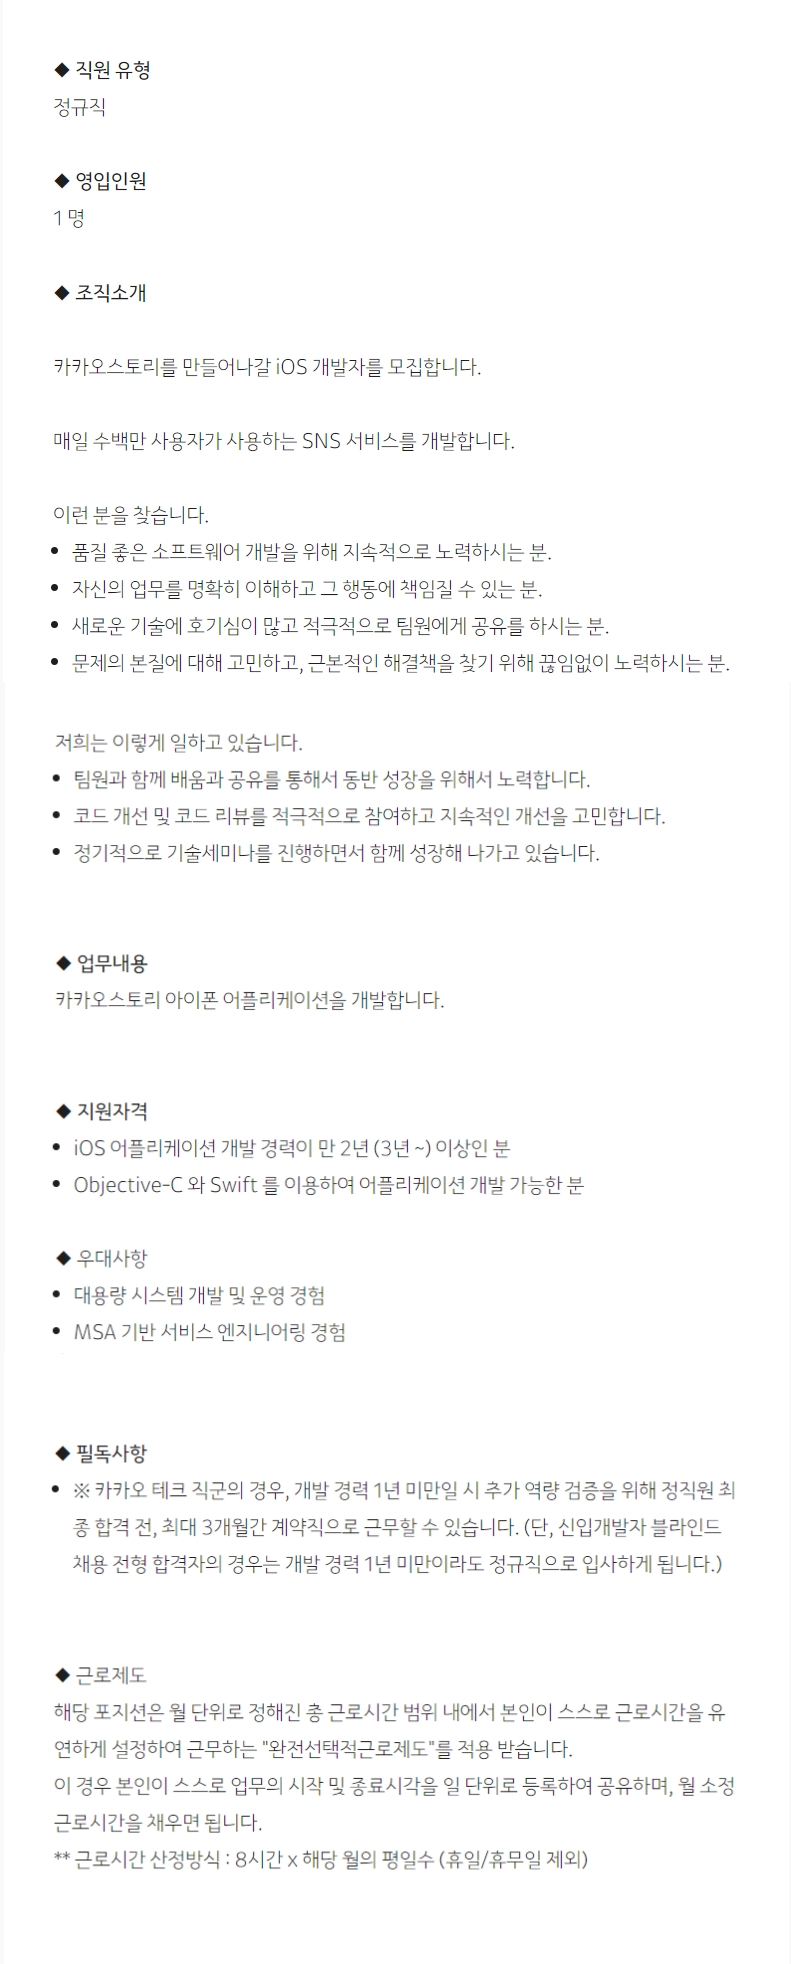 ◆ 직원 유형
정규직
◆ 영입인원
1 명
◆ 조직소개
카카오스토리를 만들어나갈 iOS 개발자를 모집합니다.
매일 수백만 사용자가 사용하는 SNS 서비스를 개발합니다.
이런 분을 찾습니다.
• 품질 좋은 소프트웨어 개발을 위해 지속적으로 노력하시는 분.
• 자신의 업무를 명확히 이해하고 그 행동에 책임질 수 있는 분.
• 새로운 기술에 호기심이 많고 적극적으로 팀원에게 공유를 하시는 분.
• 문제의 본질에 대해 고민하고, 근본적인 해결책을 찾기 위해 끊임없이 노력하시는 분.
저희는 이렇게 일하고 있습니다.
• 팀원과 함께 배움과 공유를 통해서 동반 성장을 위해서 노력합니다.
• 코드 개선 및 코드 리뷰를 적극적으로 참여하고 지속적인 개선을 고민합니다.
• 정기적으로 기술세미나를 진행하면서 함께 성장해 나가고 있습니다.
◆ 업무내용
카카오스토리 아이폰 어플리케이션을 개발합니다.
◆ 지원자격
• iOS 어플리케이션 개발 경력이 만 2년 (3년 ~) 이상인 분
• Objective-C 와 Swift 를 이용하여 어플리케이션 개발 가능한 분
◆ 우대사항
• 대용량 시스템 개발 및 운영 경험
• MSA 기반 서비스 엔지니어링 경험
◆ 필독사항
• ※ 카카오 테크 직군의 경우, 개발 경력 1년 미만일 시 추가 역량 검증을 위해 정직원 최
종 합격 전, 최대 3개월간 계약직으로 근무할 수 있습니다. (단, 신입개발자 블라인드
채용 전형 합격자의 경우는 개발 경력 1년 미만이라도 정규직으로 입사하게 됩니다.)
◆ 근로제도
해당 포지션은 월 단위로 정해진 총 근로시간 범위 내에서 본인이 스스로 근로시간을 유
연하게 설정하여 근무하는 "완전선택적근로제도"를 적용 받습니다.
이 경우 본인이 스스로 업무의 시작 및 종료시각을 일 단위로 등록하여 공유하며, 월 소정
근로시간을 채우면 됩니다.
** 근로시간 산정방식 : 8시간 x 해당 월의 평일수 (휴일/휴무일 제외)